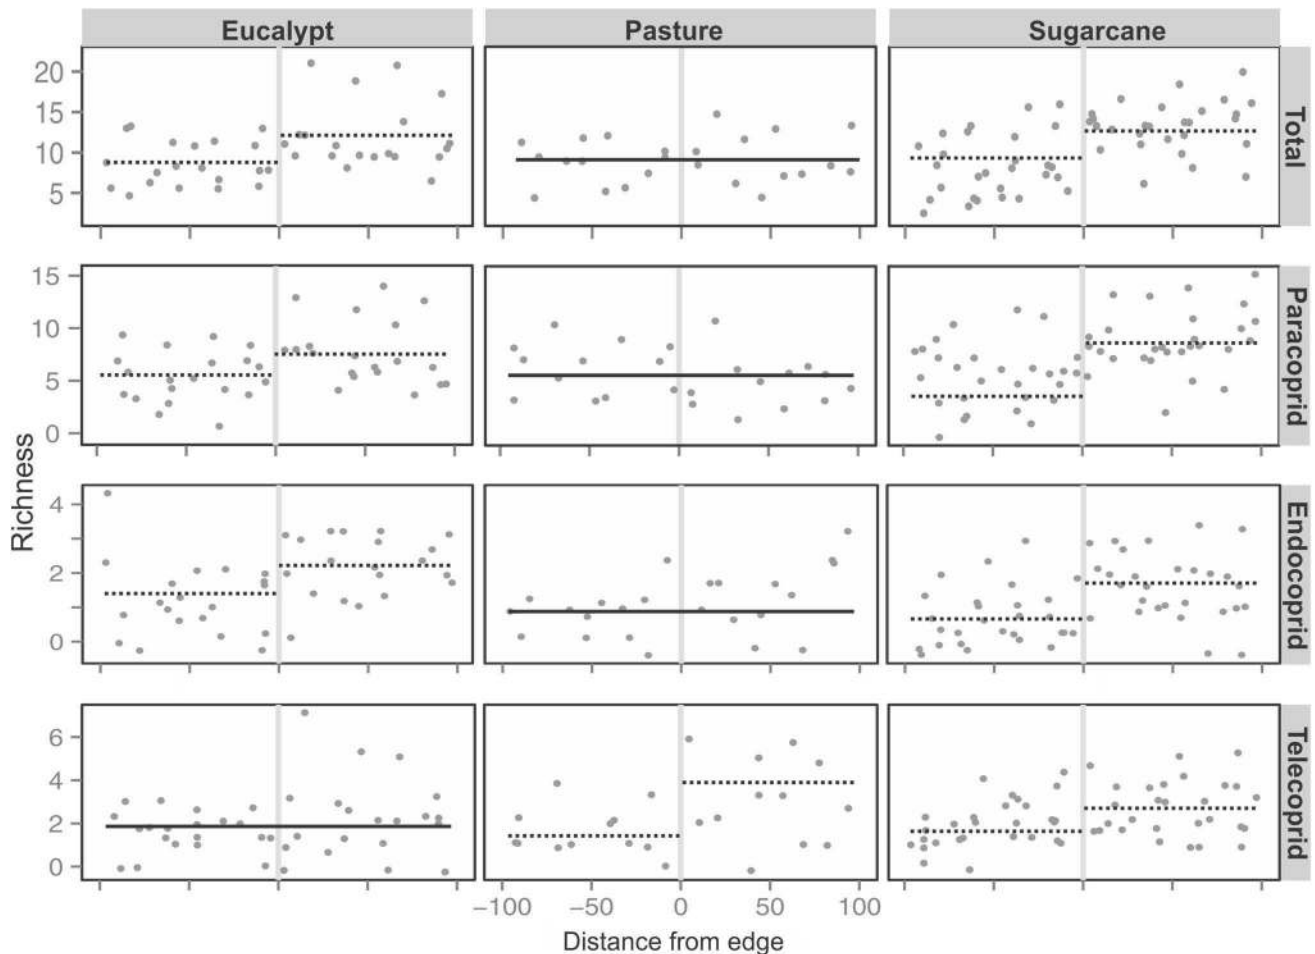 Eucalypt Pasture Sugarcane
20
15
10
5
Total
15
10
5
0
Paracoprid
Richness
4
2
0
Endocoprid
6
4
2
0
Telecoprid
−100 −50 0 50 100
Distance from edge